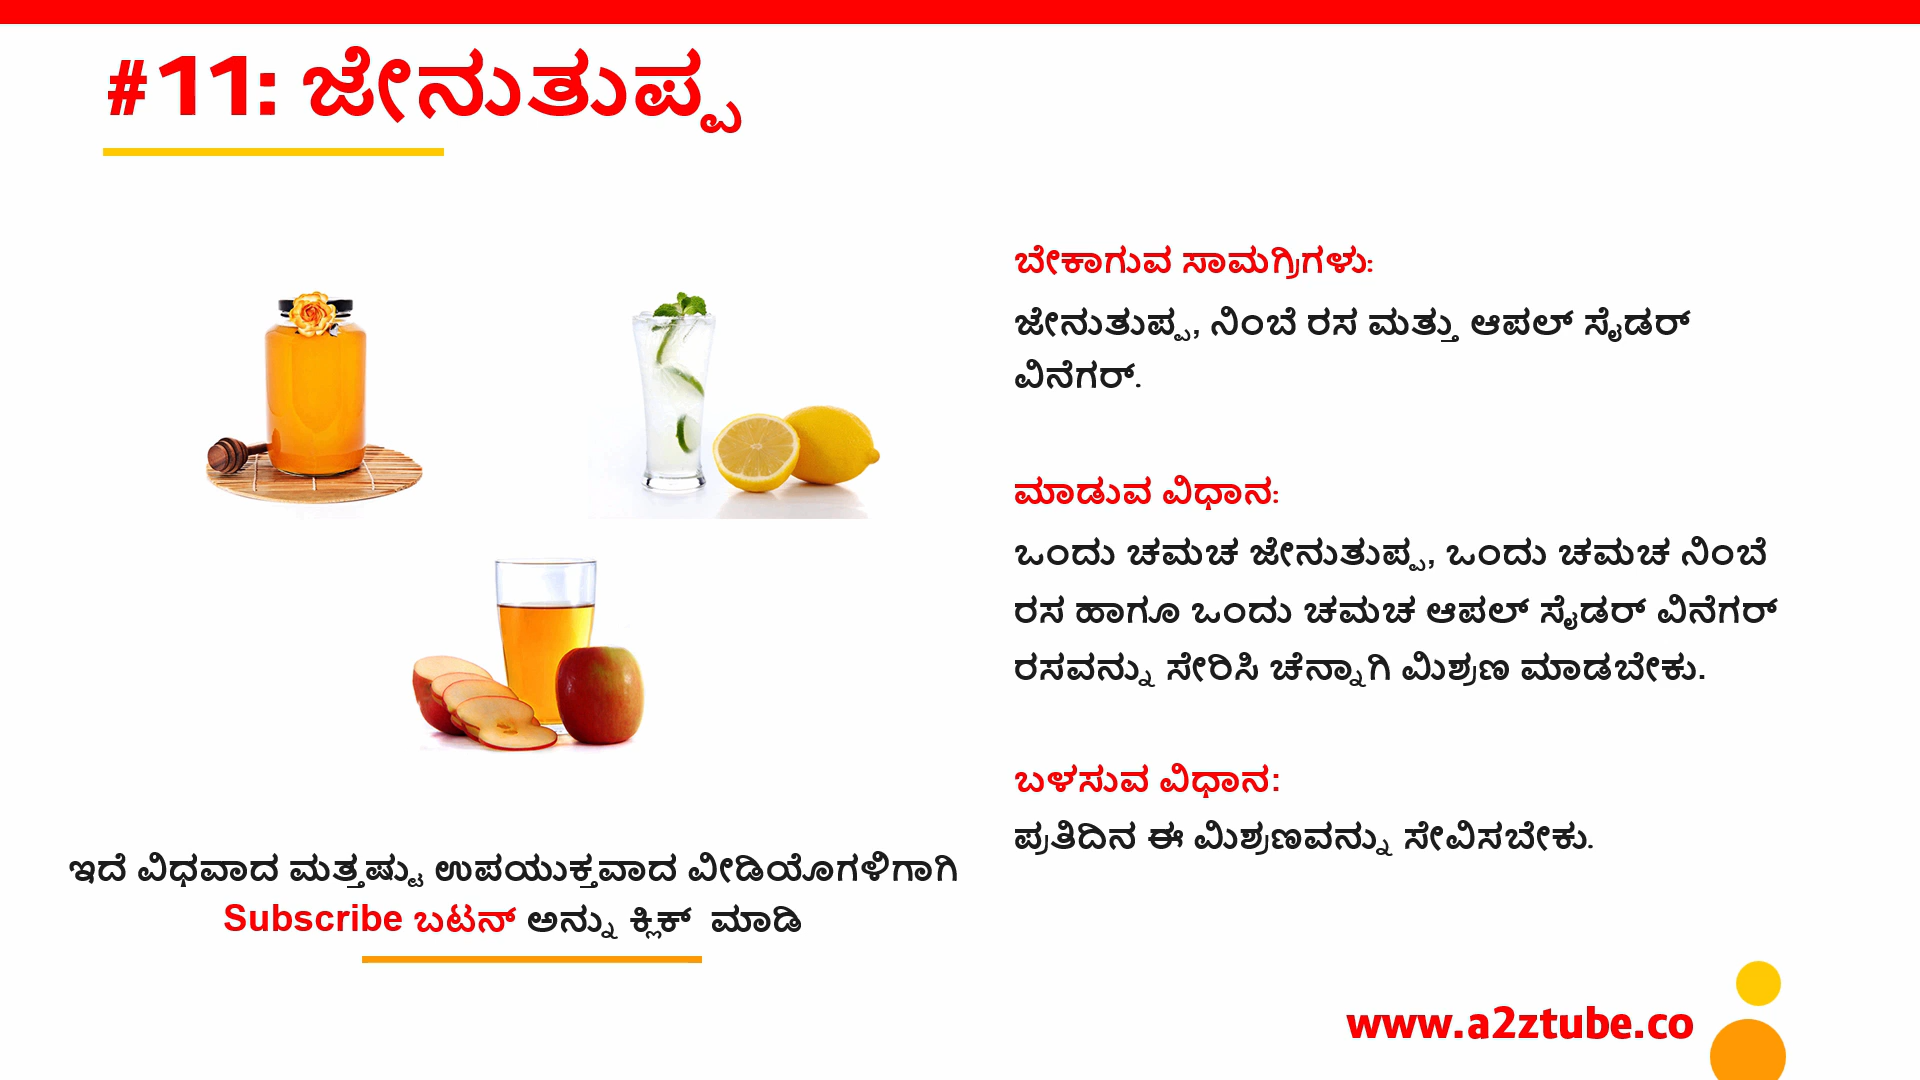 #11: ಜೇನುತುಪ್ಪ
ಬೇಕಾಗುವ ಸಾಮಗ್ರಿಗಳು:
ಜೇನುತುಪ್ಪ, ನಿಂಬೆ ರಸ ಮತ್ತು ಆಪಲ್ ಸೈಡರ್
ವಿನೆಗರ್.
ಮಾಡುವ ವಿಧಾನ:
ಒಂದು ಚಮಚ ಜೇನುತುಪ್ಪ, ಒಂದು ಚಮಚ ನಿಂಬೆ
ರಸ ಹಾಗೂ ಒಂದು ಚಮಚ ಆಪಲ್ ಸೈಡರ್ ವಿನೆಗರ್
ರಸವನ್ನು ಸೇರಿಸಿ ಚೆನ್ನಾಗಿ ಮಿಶ್ರಣ ಮಾಡಬೇಕು.
ಬಳಸುವ ವಿಧಾನ:
ಪ್ರತಿದಿನ ಈ ಮಿಶ್ರಣವನ್ನು ಸೇವಿಸಬೇಕು.
ಇದೆ ವಿಧವಾದ ಮತ್ತಷ್ಟು ಉಪಯುಕ್ತವಾದ ವೀಡಿಯೊಗಳಿಗಾಗಿ
Subscribe ಬಟನ್ ಅನ್ನು ಕ್ಲಿಕ್ ಮಾಡಿ
www.a2ztube.co